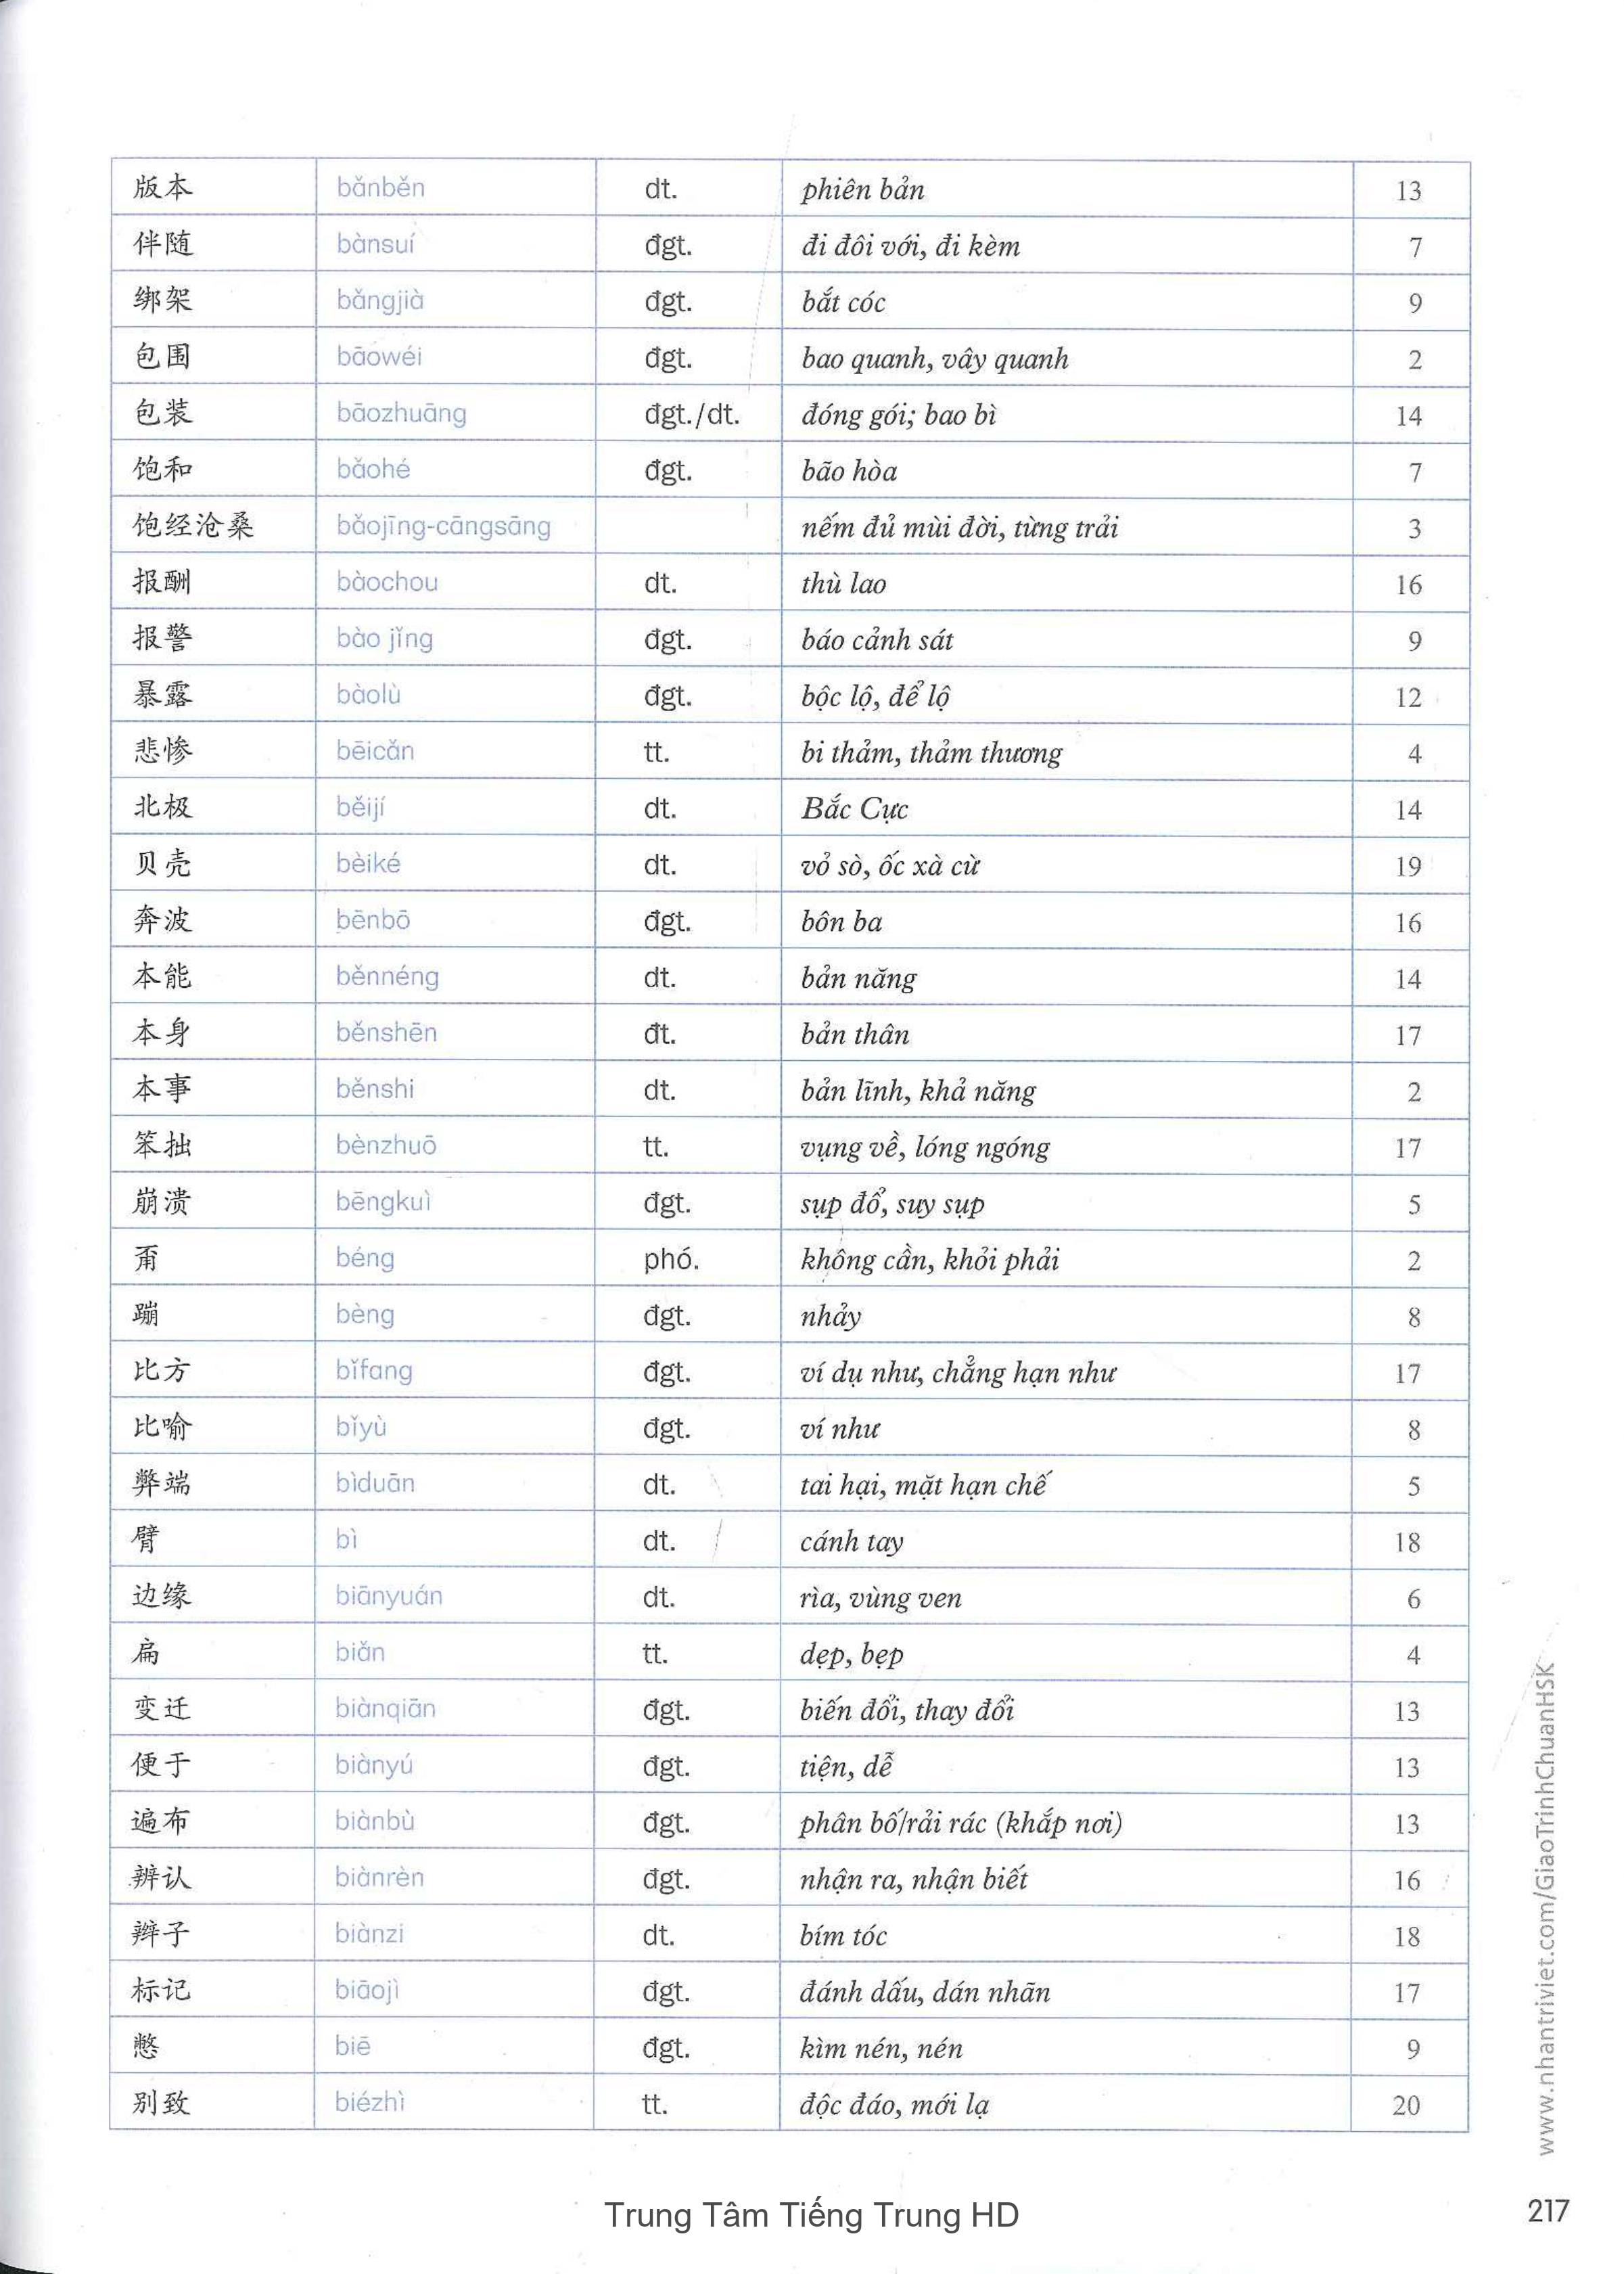 版本 bǎnběn dt. phiên bản 13
伴随 bànsuí đgt. đi đôi với, đi kèm 7
绑架 bǎngjià đgt. bắt cóc 9
包围 bāowéi đgt. bao quanh, vây quanh 2
包装 bāozhuāng đgt./dt. đóng gói; bao bì 14
饱和 bǎohé đgt. bão hòa 7
饱经沧桑 bǎojīng-cāngsāng nếm đủ mùi đời, từng trải 3
报酬 bàochou dt. thù lao 16
报警 bào jǐng đgt. báo cảnh sát 9
暴露 bàolù đgt. bộc lộ, để lộ 12
悲惨 bēicǎn tt. bi thảm, thảm thương 4
北极 běijí dt. Bắc Cực 14
贝壳 bèiké dt. vỏ sò, ốc xà cừ 19
奔波 bēnbō đgt. bôn ba 16
本能 běnnéng dt. bản năng 14
本身 běnshēn đt. bản thân 17
本事 běnshi dt. bản lĩnh, khả năng 2
笨拙 bènzhuō tt. vụng về, lóng ngóng 17
崩溃 bēngkuì đgt. sụp đổ, suy sụp 5
甭 béng phó. không cần, khỏi phải 2
蹦 bèng đgt. nhảy 8
比方 bǐfang đgt. ví dụ như, chẳng hạn như 17
比喻 bǐyù đgt. ví như 8
弊端 bìduān dt. tai hại, mặt hạn chế 5
臂 bì dt. cánh tay 18
边缘 biānyuán dt. rìa, vùng ven 6
扁 biǎn tt. dẹp, bẹp 4
变迁 biànqiān đgt. biến đổi, thay đổi 13
便于 biànyú đgt. tiện, dễ 13
遍布 biànbù đgt. phân bố/rải rác (khắp nơi) 13
辨认 biànrèn đgt. nhận ra, nhận biết 16
辫子 biànzi dt. bím tóc 18
标记 biāojì đgt. đánh dấu, dán nhãn 17
憋 biē đgt. kìm nén, nén 9
别致 biézhì tt. độc đáo, mới lạ 20
www.nhantriviet.com/GiaoTrinhChuanHSK
Trung Tâm Tiếng Trung HD
217